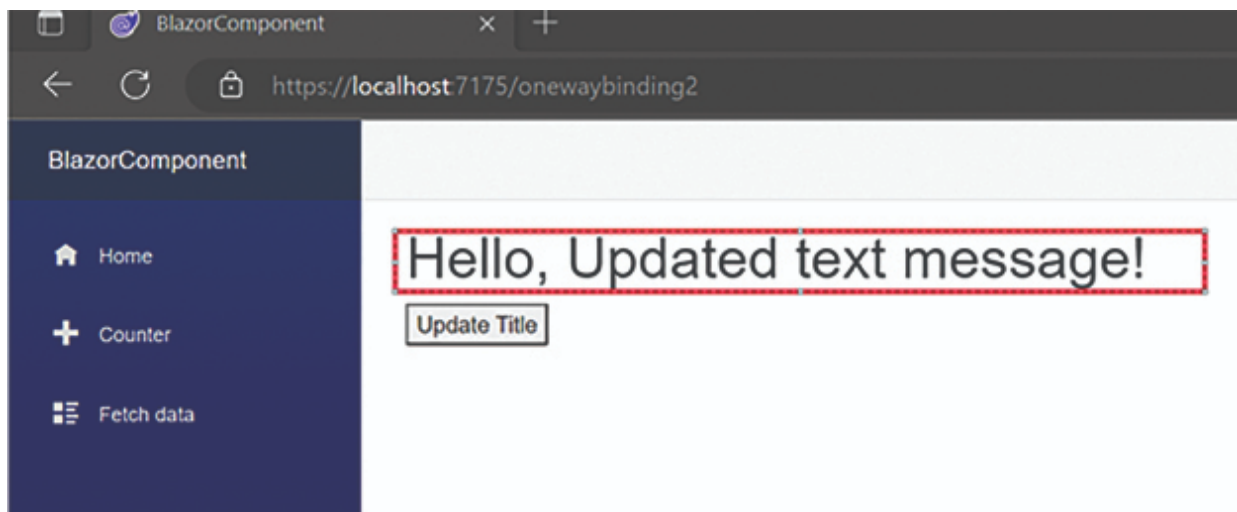 BlazorComponent
https://localhost:7175/onewaybinding2
BlazorComponent
Home
Counter
Fetch data
Hello, Updated text message!
Update Title